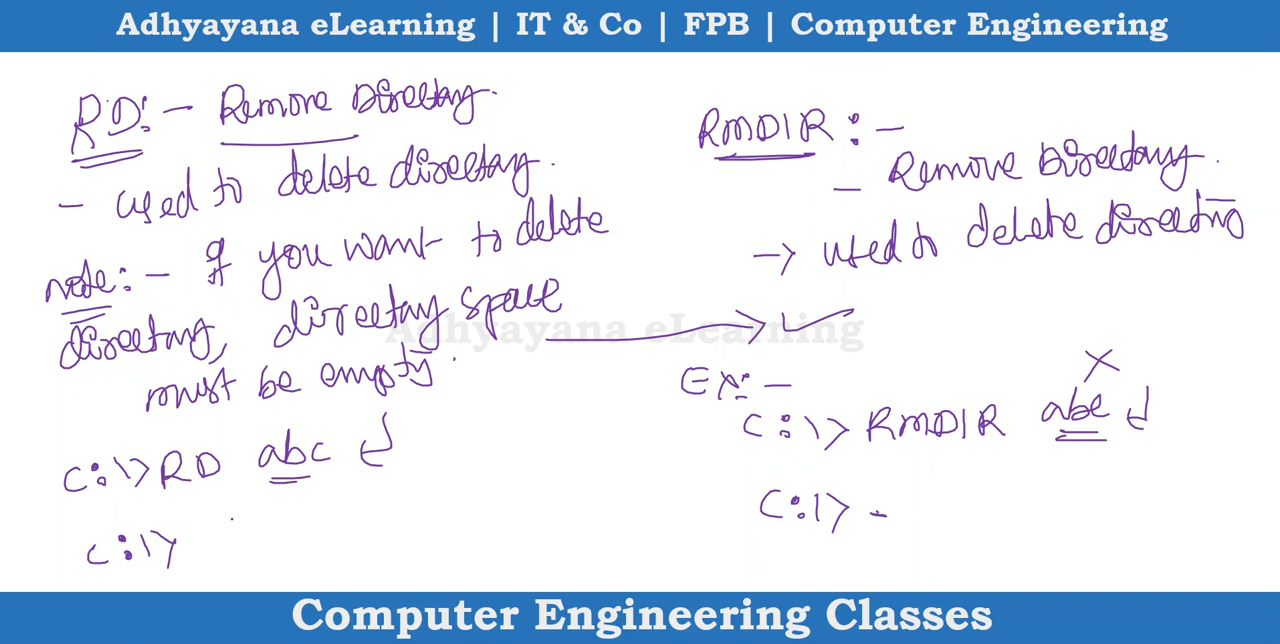 Adhyayana eLearning | IT & Co | FPB | Computer Engineering
RD:- Remove Directory.
- used to delete directory.
note:- if you want to delete
directory, directory space
must be empty.
C:\>RD abc ↵
C:\>
RMDIR :-
- Remove Directory.
-> used to delete directory
Ex:-
C:\> RMDIR abc ↵
C:\> -
Adhyayana eLearning
Computer Engineering Classes